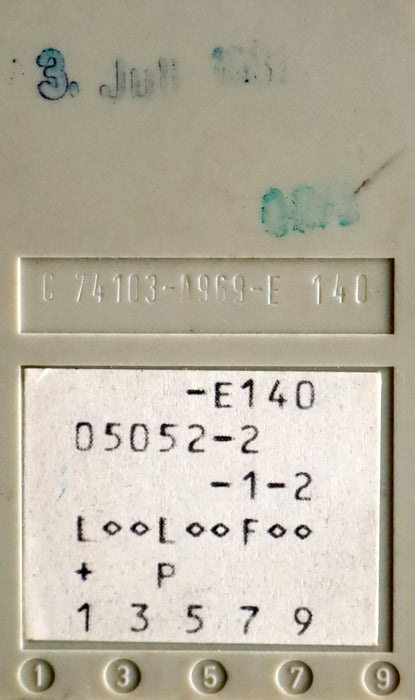 3. Juli
C 74103-A969-E 140
-E140
05052-2
-1-2
L⋄⋄L⋄⋄F⋄⋄
+ P
1 3 5 7 9
1 3 5 7 9